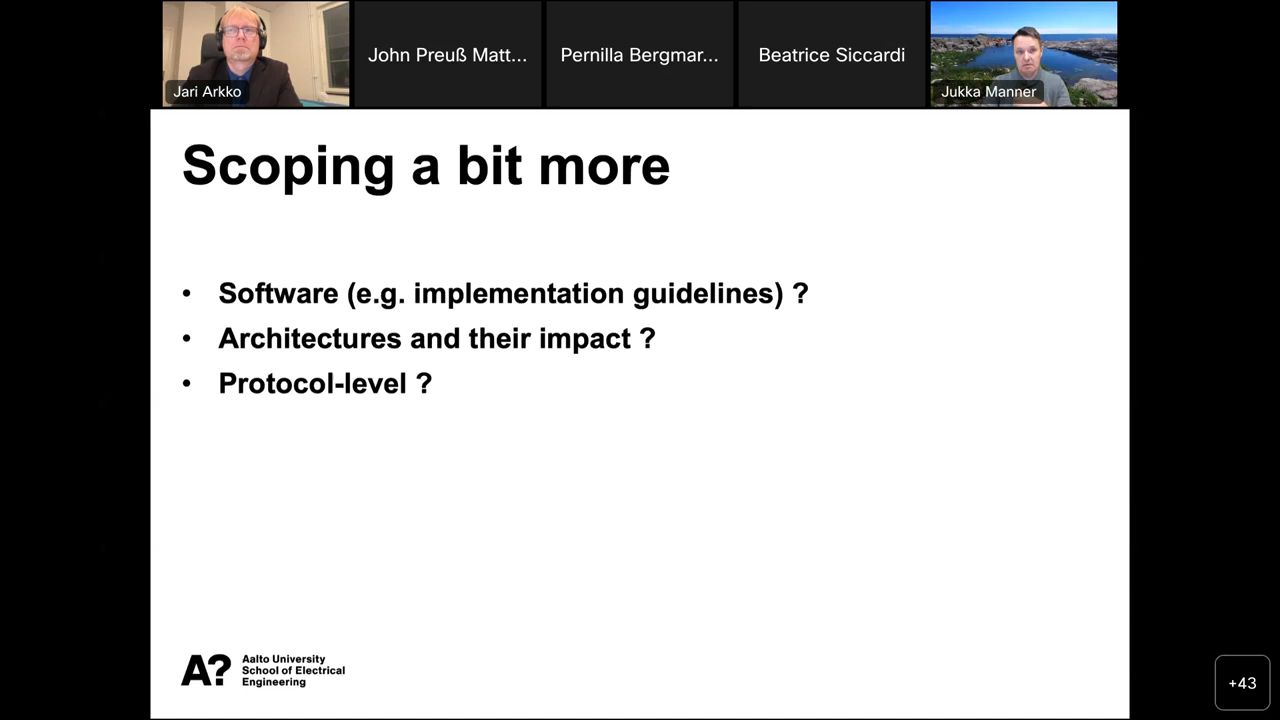 Jari Arkko
John Preuß Matt...
Pernilla Bergmar...
Beatrice Siccardi
Jukka Manner
Scoping a bit more
• Software (e.g. implementation guidelines) ?
• Architectures and their impact ?
• Protocol-level ?
A?
Aalto University
School of Electrical
Engineering
+43